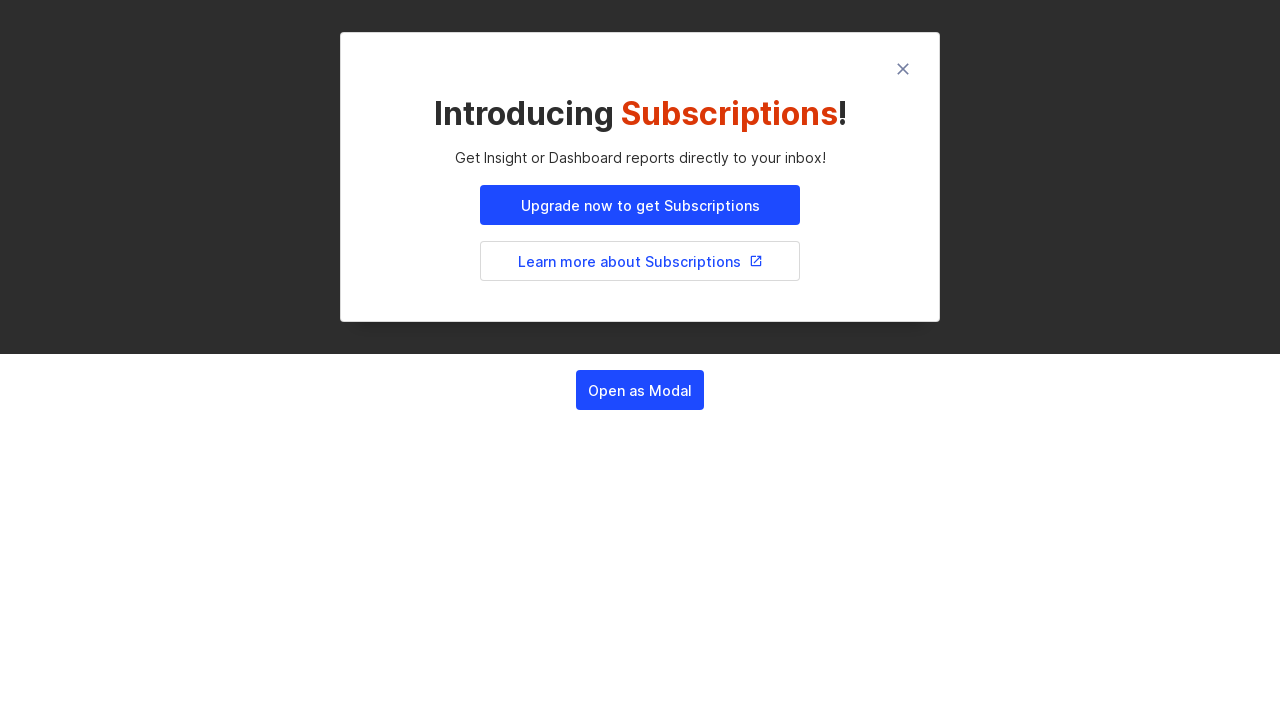 Introducing Subscriptions!
Get Insight or Dashboard reports directly to your inbox!
Upgrade now to get Subscriptions
Learn more about Subscriptions
Open as Modal